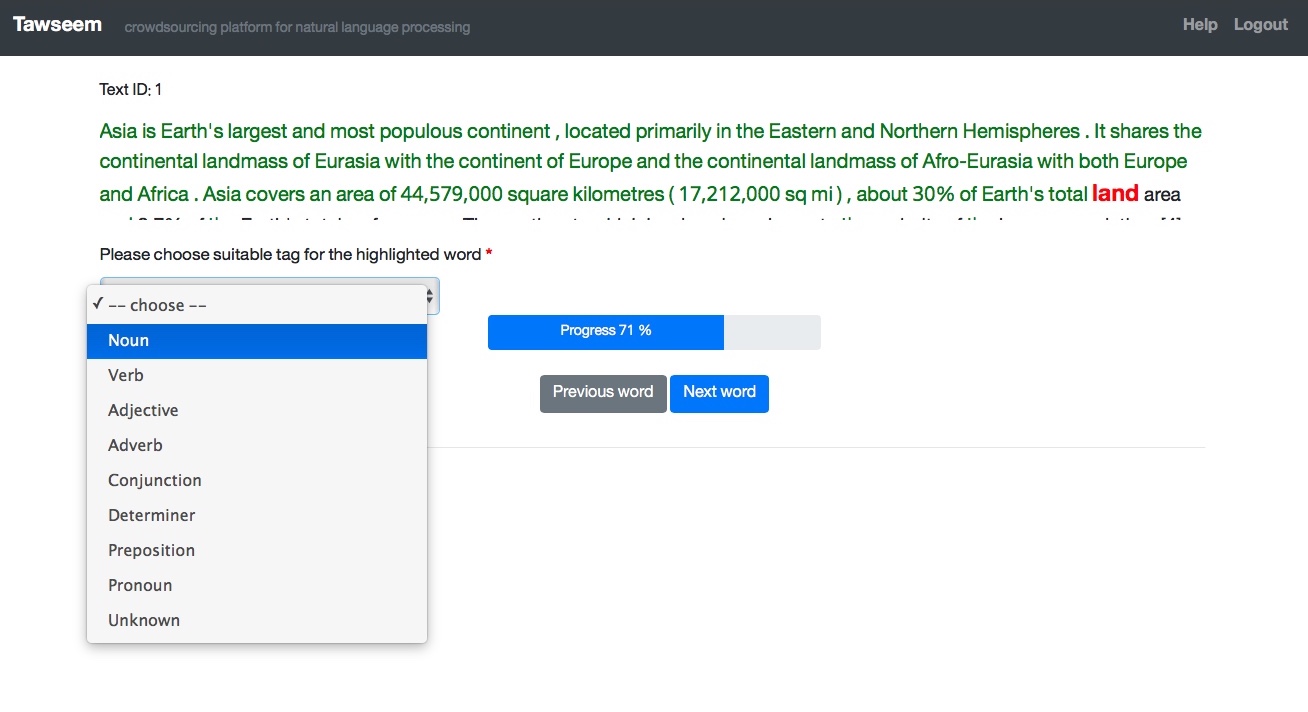 Tawseem crowdsourcing platform for natural language processing Help Logout
Text ID: 1
Asia is Earth's largest and most populous continent , located primarily in the Eastern and Northern Hemispheres . It shares the
continental landmass of Eurasia with the continent of Europe and the continental landmass of Afro-Eurasia with both Europe
and Africa . Asia covers an area of 44,579,000 square kilometres ( 17,212,000 sq mi ) , about 30% of Earth's total land area
Please choose suitable tag for the highlighted word *
✓ -- choose --
Noun
Progress 71 %
Verb
Previous word Next word
Adjective
Adverb
Conjunction
Determiner
Preposition
Pronoun
Unknown